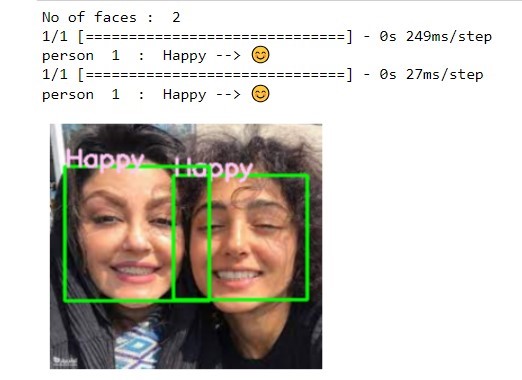 No of faces :  2
1/1 [==============================] - 0s 249ms/step
person  1  :  Happy --> 😊
1/1 [==============================] - 0s 27ms/step
person  1  :  Happy --> 😊
Happy Happy